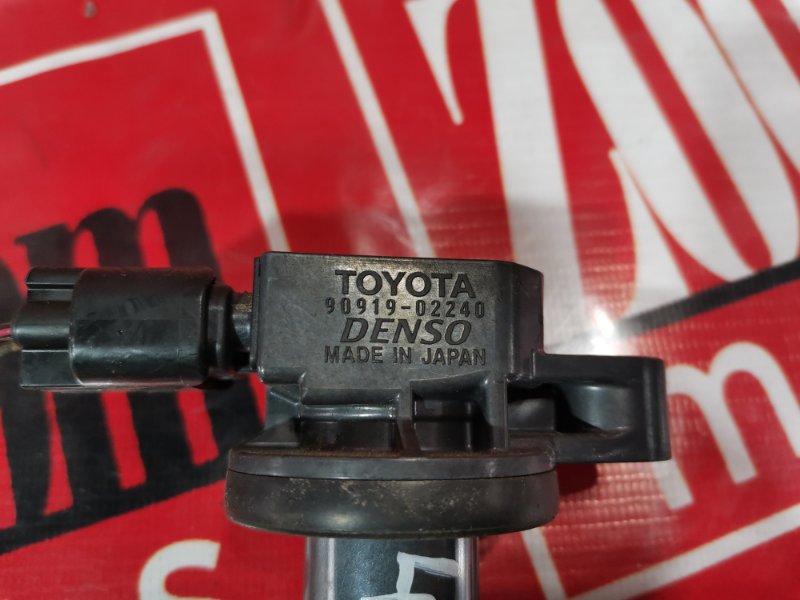 TOYOTA
90919-02240
DENSO
MADE IN JAPAN